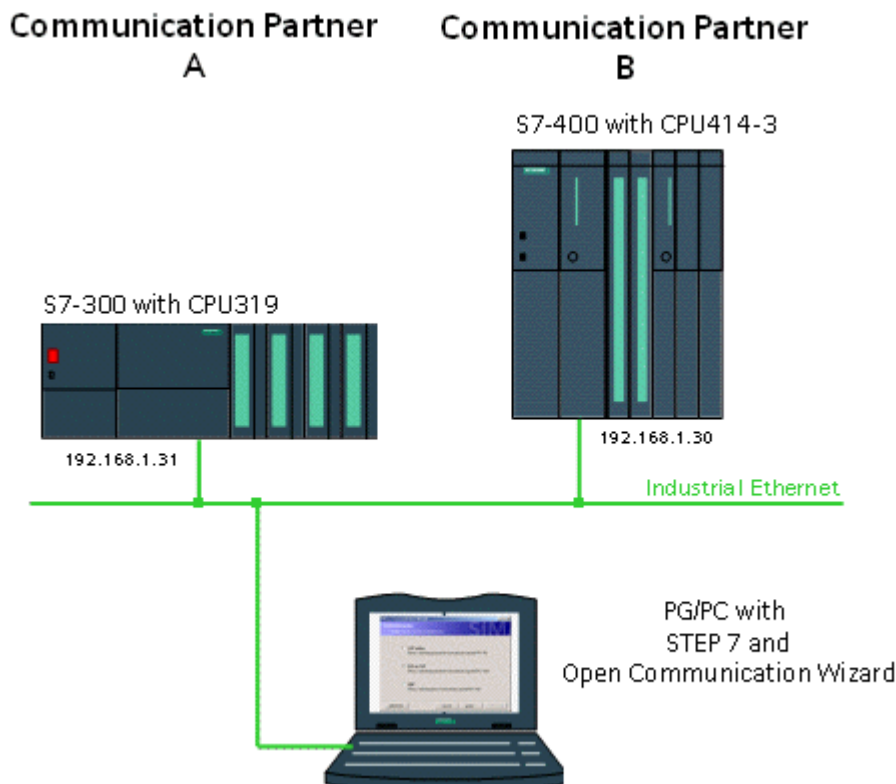 Communication Partner
A
Communication Partner
B
S7-400 with CPU414-3
S7-300 with CPU319
192.168.1.31
192.168.1.30
Industrial Ethernet
PG/PC with
STEP 7 and
Open Communication Wizard